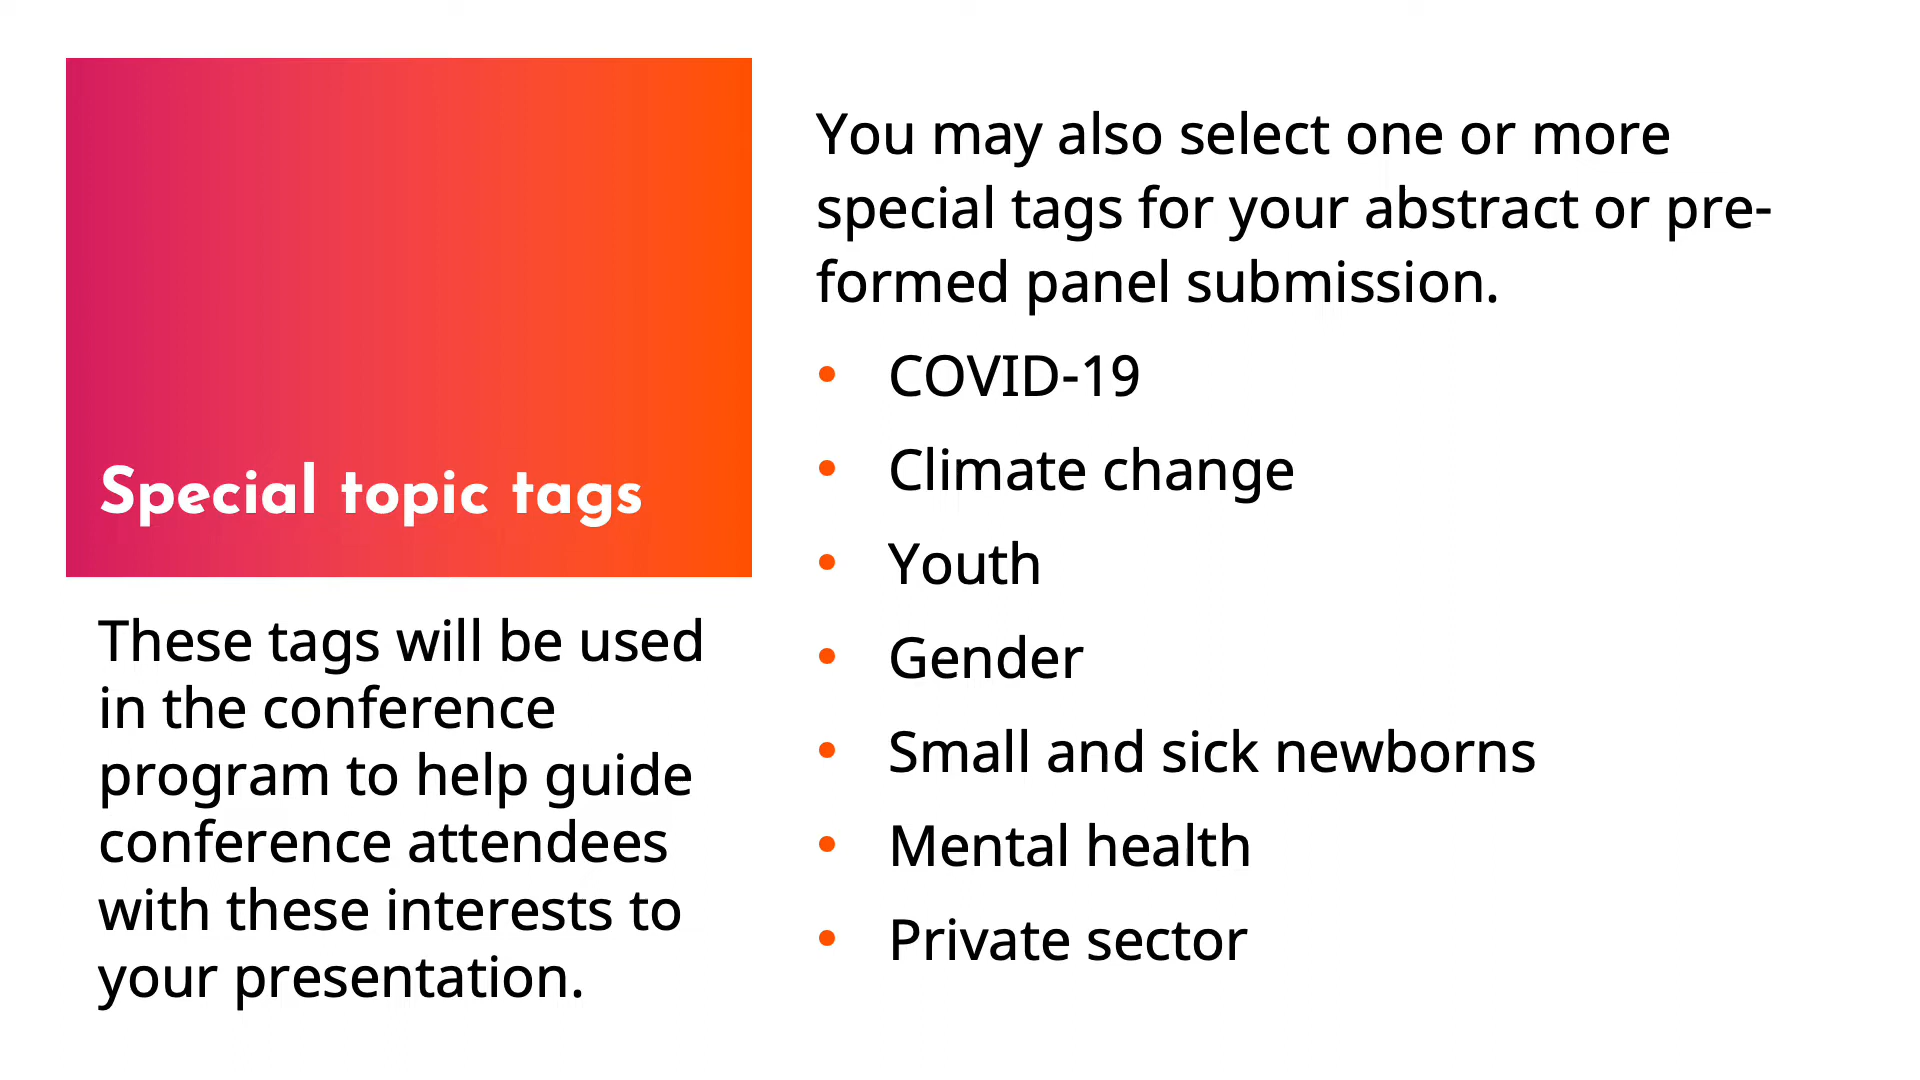 Special topic tags
These tags will be used
in the conference
program to help guide
conference attendees
with these interests to
your presentation.
You may also select one or more
special tags for your abstract or pre-
formed panel submission.
• COVID-19
• Climate change
• Youth
• Gender
• Small and sick newborns
• Mental health
• Private sector